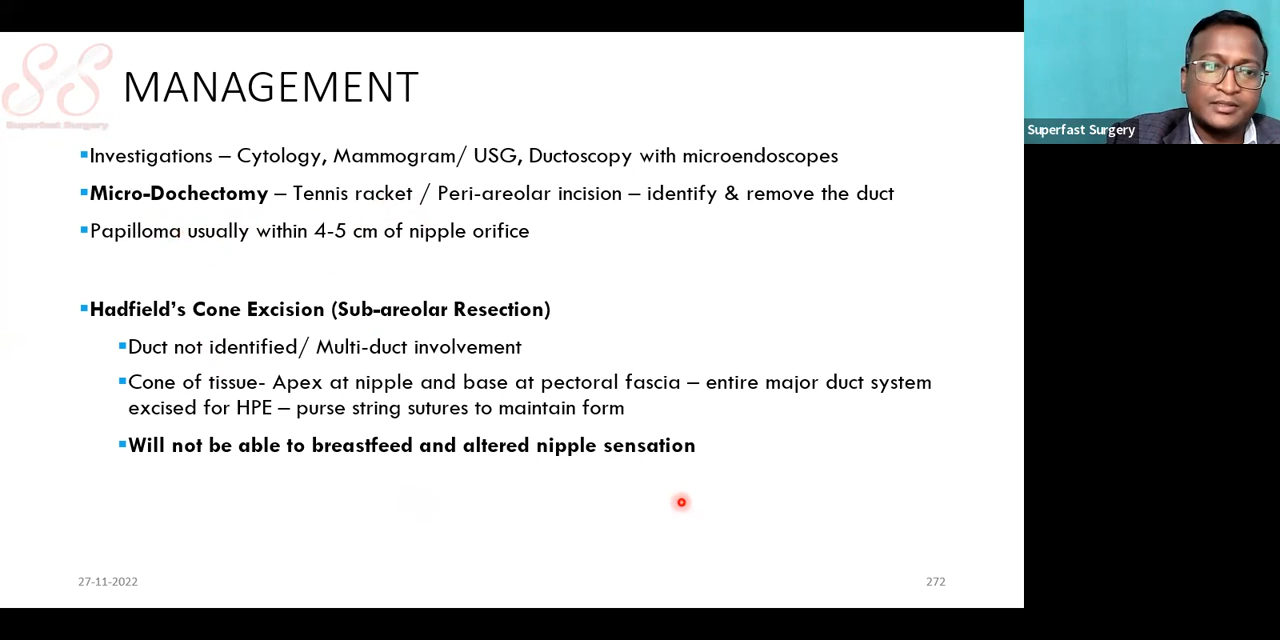 SS
Superfast Surgery
MANAGEMENT
Superfast Surgery
▪Investigations – Cytology, Mammogram/ USG, Ductoscopy with microendoscopes
▪Micro-Dochectomy – Tennis racket / Peri-areolar incision – identify & remove the duct
▪Papilloma usually within 4-5 cm of nipple orifice
▪Hadfield's Cone Excision (Sub-areolar Resection)
▪Duct not identified/ Multi-duct involvement
▪Cone of tissue- Apex at nipple and base at pectoral fascia – entire major duct system
excised for HPE – purse string sutures to maintain form
▪Will not be able to breastfeed and altered nipple sensation
27-11-2022
272